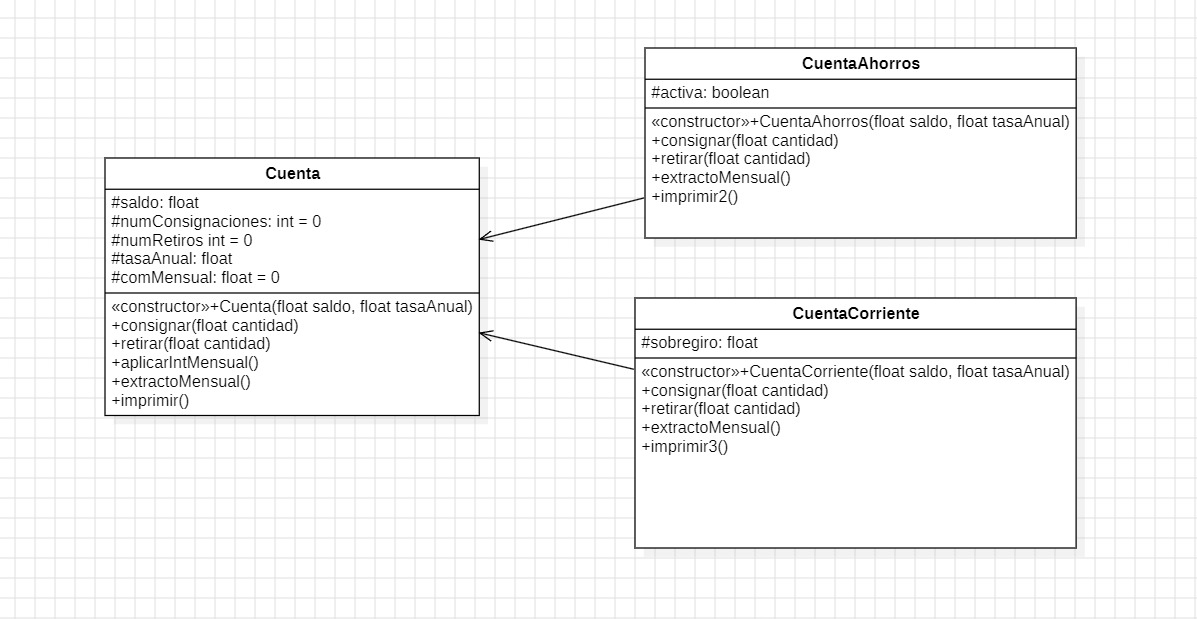 Cuenta
#saldo: float
#numConsignaciones: int = 0
#numRetiros int = 0
#tasaAnual: float
#comMensual: float = 0
«constructor»+Cuenta(float saldo, float tasaAnual)
+consignar(float cantidad)
+retirar(float cantidad)
+aplicarIntMensual()
+extractoMensual()
+imprimir()
CuentaAhorros
#activa: boolean
«constructor»+CuentaAhorros(float saldo, float tasaAnual)
+consignar(float cantidad)
+retirar(float cantidad)
+extractoMensual()
+imprimir2()
CuentaCorriente
#sobregiro: float
«constructor»+CuentaCorriente(float saldo, float tasaAnual)
+consignar(float cantidad)
+retirar(float cantidad)
+extractoMensual()
+imprimir3()